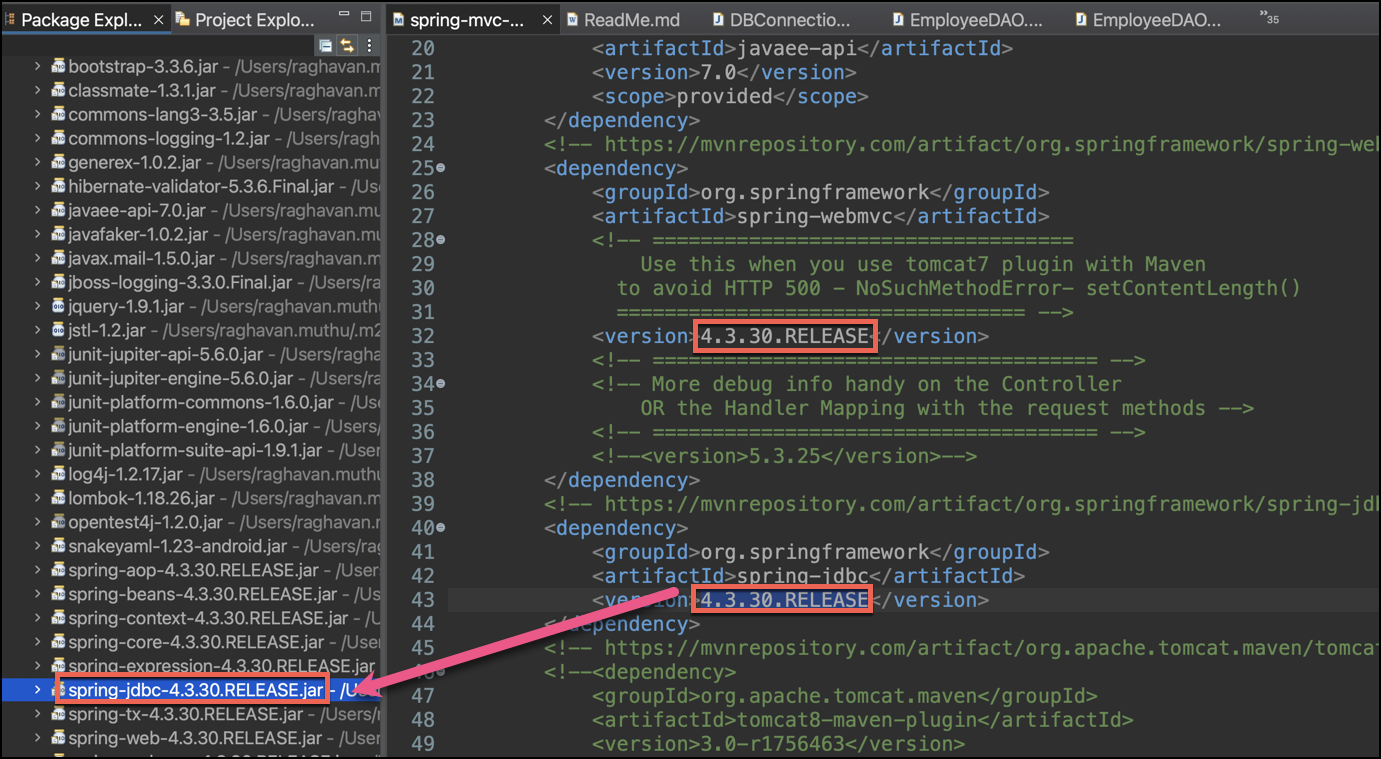 Package Expl...
Project Explo...
bootstrap-3.3.6.jar - /Users/raghavan.m
classmate-1.3.1.jar - /Users/raghavan.m
commons-lang3-3.5.jar - /Users/raghav
commons-logging-1.2.jar - /Users/ragha
generex-1.0.2.jar - /Users/raghavan.mut
hibernate-validator-5.3.6.Final.jar - /Us
javaee-api-7.0.jar - /Users/raghavan.mu
javafaker-1.0.2.jar - /Users/raghavan.mu
javax.mail-1.5.0.jar - /Users/raghavan.m
jboss-logging-3.3.0.Final.jar - /Users/ra
jquery-1.9.1.jar - /Users/raghavan.muthu
jstl-1.2.jar - /Users/raghavan.muthu/.m2
junit-jupiter-api-5.6.0.jar - /Users/ragha
junit-jupiter-engine-5.6.0.jar - /Users/ra
junit-platform-commons-1.6.0.jar - /Use
junit-platform-engine-1.6.0.jar - /Users/
junit-platform-suite-api-1.9.1.jar - /User
log4j-1.2.17.jar - /Users/raghavan.muthu
lombok-1.18.26.jar - /Users/raghavan.m
opentest4j-1.2.0.jar - /Users/raghavan.r
snakeyaml-1.23-android.jar - /Users/rag
spring-aop-4.3.30.RELEASE.jar - /Users/
spring-beans-4.3.30.RELEASE.jar - /User
spring-context-4.3.30.RELEASE.jar - /Us
spring-core-4.3.30.RELEASE.jar - /Users
spring-expression-4.3.30.RELEASE.jar
spring-jdbc-4.3.30.RELEASE.jar - /Us
spring-tx-4.3.30.RELEASE.jar - /Users/r
spring-web-4.3.30.RELEASE.jar - /User
spring-mvc-...
ReadMe.md
DBConnectio...
EmployeeDAO....
EmployeeDAO...
»35
20 <artifactId>javaee-api</artifactId>
21 <version>7.0</version>
22 <scope>provided</scope>
23 </dependency>
24 <!-- https://mvnrepository.com/artifact/org.springframework/spring-web
25 <dependency>
26 <groupId>org.springframework</groupId>
27 <artifactId>spring-webmvc</artifactId>
28 <!-- ==================================
29 Use this when you use tomcat7 plugin with Maven
30 to avoid HTTP 500 - NoSuchMethodError- setContentLength()
31 ================================= -->
32 <version>4.3.30.RELEASE</version>
33 <!-- ==================================== -->
34 <!-- More debug info handy on the Controller
35 OR the Handler Mapping with the request methods -->
36 <!-- ==================================== -->
37 <!--<version>5.3.25</version>-->
38 </dependency>
39 <!-- https://mvnrepository.com/artifact/org.springframework/spring-jd
40 <dependency>
41 <groupId>org.springframework</groupId>
42 <artifactId>spring-jdbc</artifactId>
43 <version>4.3.30.RELEASE</version>
44 </dependency>
45 <!-- https://mvnrepository.com/artifact/org.apache.tomcat.maven/tomca
<!--<dependency>
47 <groupId>org.apache.tomcat.maven</groupId>
48 <artifactId>tomcat8-maven-plugin</artifactId>
49 <version>3.0-r1756463</version>